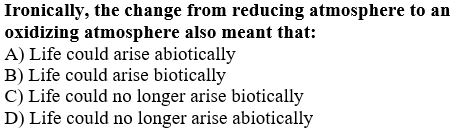 Ironically, the change from reducing atmosphere to an
oxidizing atmosphere also meant that:
A) Life could arise abiotically
B) Life could arise biotically
C) Life could no longer arise biotically
D) Life could no longer arise abiotically